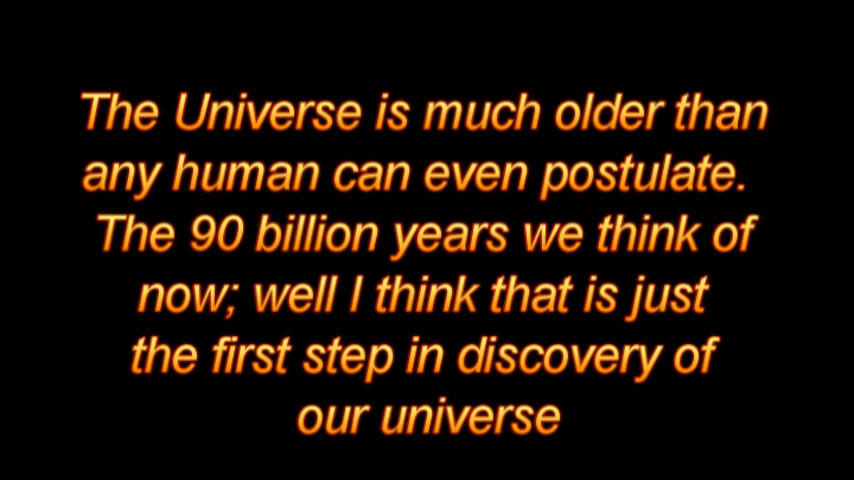 The Universe is much older than
any human can even postulate.
The 90 billion years we think of
now; well I think that is just
the first step in discovery of
our universe